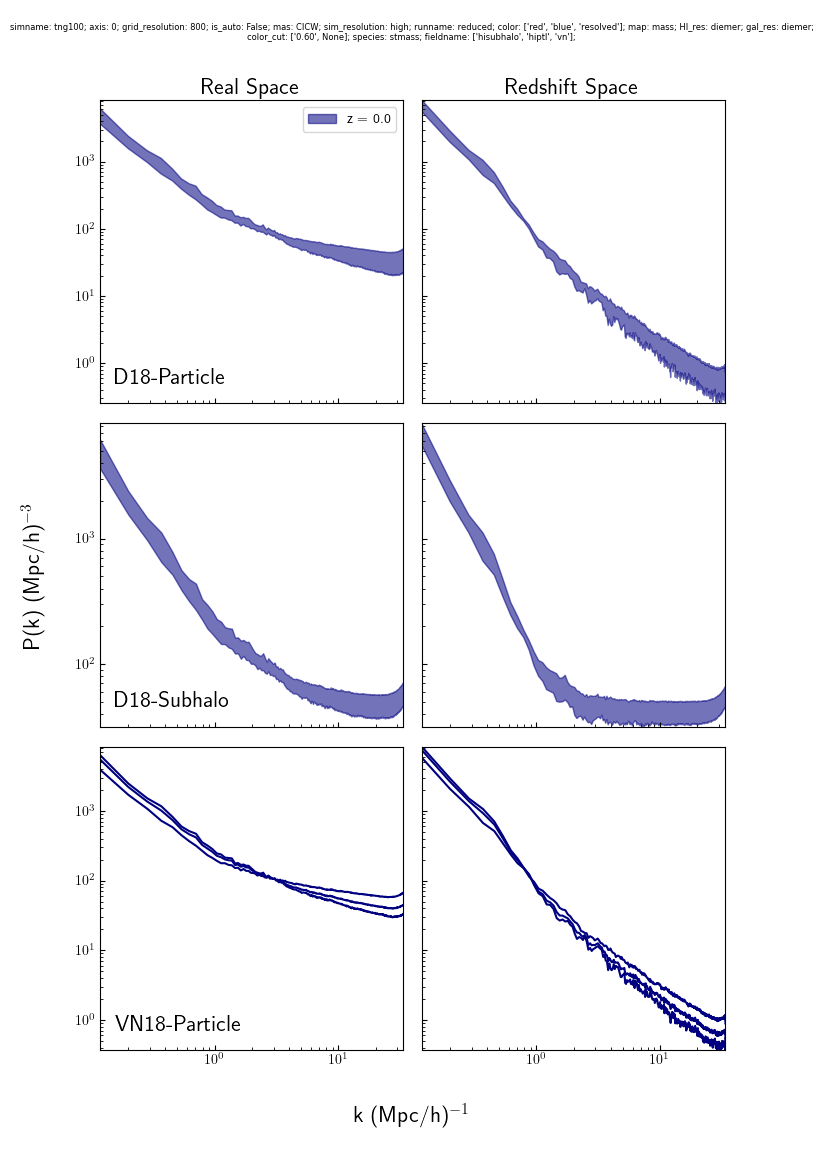 simname: tng100; axis: 0; grid_resolution: 800; is_auto: False; mas: CICW; sim_resolution: high; runname: reduced; color: ['red', 'blue', 'resolved']; map: mass; HI_res: diemer; gal_res: diemer;
color_cut: ['0.60', None]; species: stmass; fieldname: ['hisubhalo', 'hiptl', 'vn'];
Real Space
Redshift Space
z = 0.0
10³
10²
10¹
10⁰
D18-Particle
10³
10²
D18-Subhalo
P(k) (Mpc/h)⁻³
10³
10²
10¹
10⁰
VN18-Particle
10⁰ 10¹
10⁰ 10¹
k (Mpc/h)⁻¹